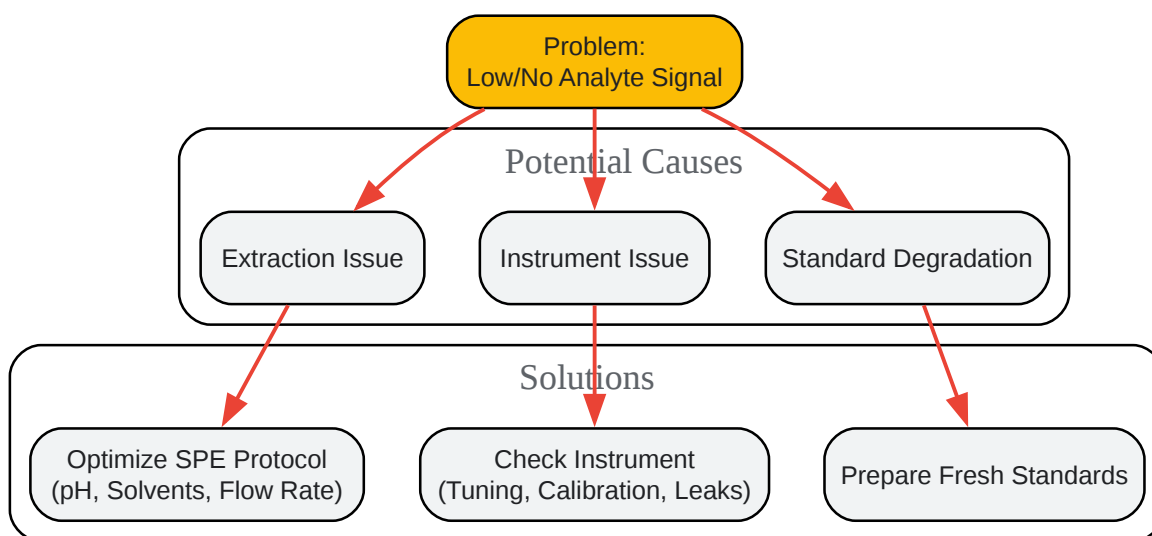 Problem:
Low/No Analyte Signal
Potential Causes
Extraction Issue
Instrument Issue
Standard Degradation
Solutions
Optimize SPE Protocol
(pH, Solvents, Flow Rate)
Check Instrument
(Tuning, Calibration, Leaks)
Prepare Fresh Standards